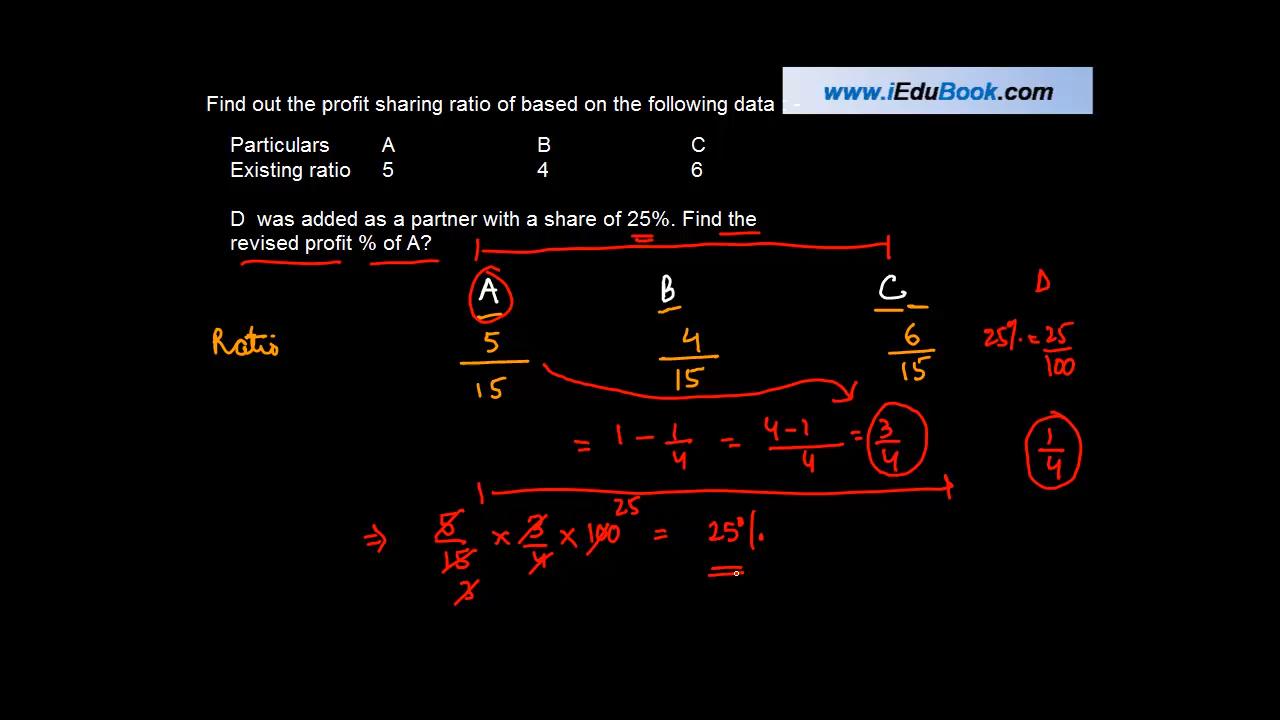 www.iEduBook.com
Find out the profit sharing ratio of based on the following data : -
Particulars A B C
Existing ratio 5 4 6
D was added as a partner with a share of 25%. Find the
revised profit % of A?
A B C D
Ratio 5/15 4/15 6/15 25% = 25/100
= 1 - 1/4 = 4-1/4 = 3/4 1/4
⇒ 5/15 × 3/4 × 100 25 = 25%.
3